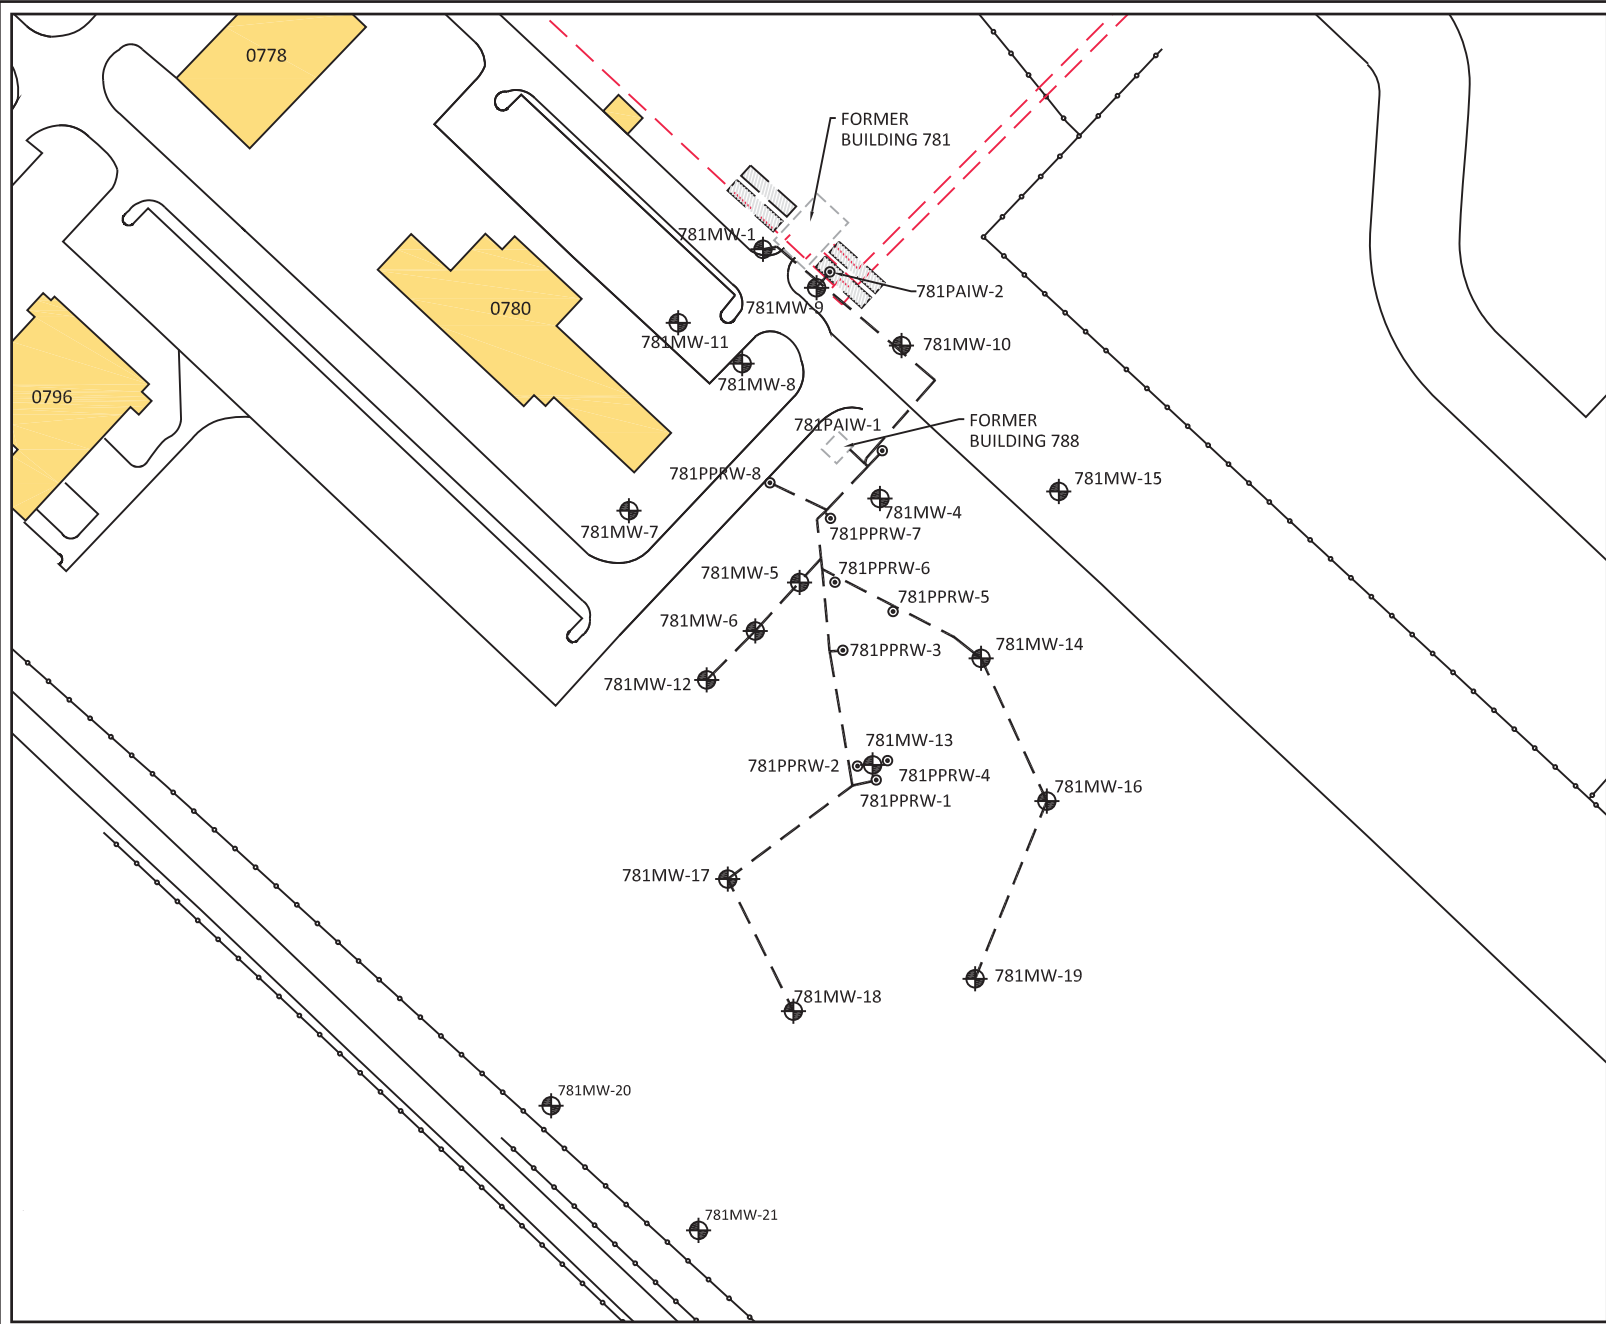 0778
FORMER
BUILDING 781
781MW-1
781PAIW-2
0780
781MW-9
781MW-11
781MW-10
781MW-8
0796
781PAIW-1
FORMER
BUILDING 788
781PPRW-8
781MW-15
781MW-4
781MW-7
781PPRW-7
781MW-5
781PPRW-6
781PPRW-5
781MW-6
781PPRW-3
781MW-14
781MW-12
781MW-13
781PPRW-2
781PPRW-4
781MW-16
781PPRW-1
781MW-17
781MW-19
781MW-18
781MW-20
781MW-21